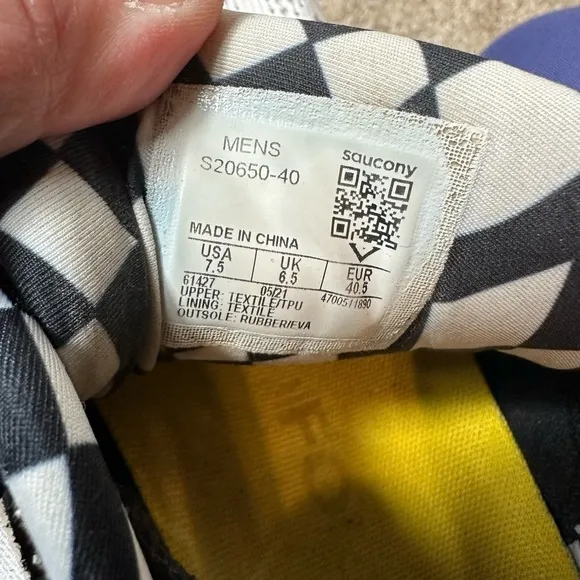 MENS
S20650-40
saucony
MADE IN CHINA
USA UK EUR
7.5 6.5 40.5
61427 05/21
UPPER: TEXTILE/TPU
LINING: TEXTILE
OUTSOLE: RUBBER/EVA